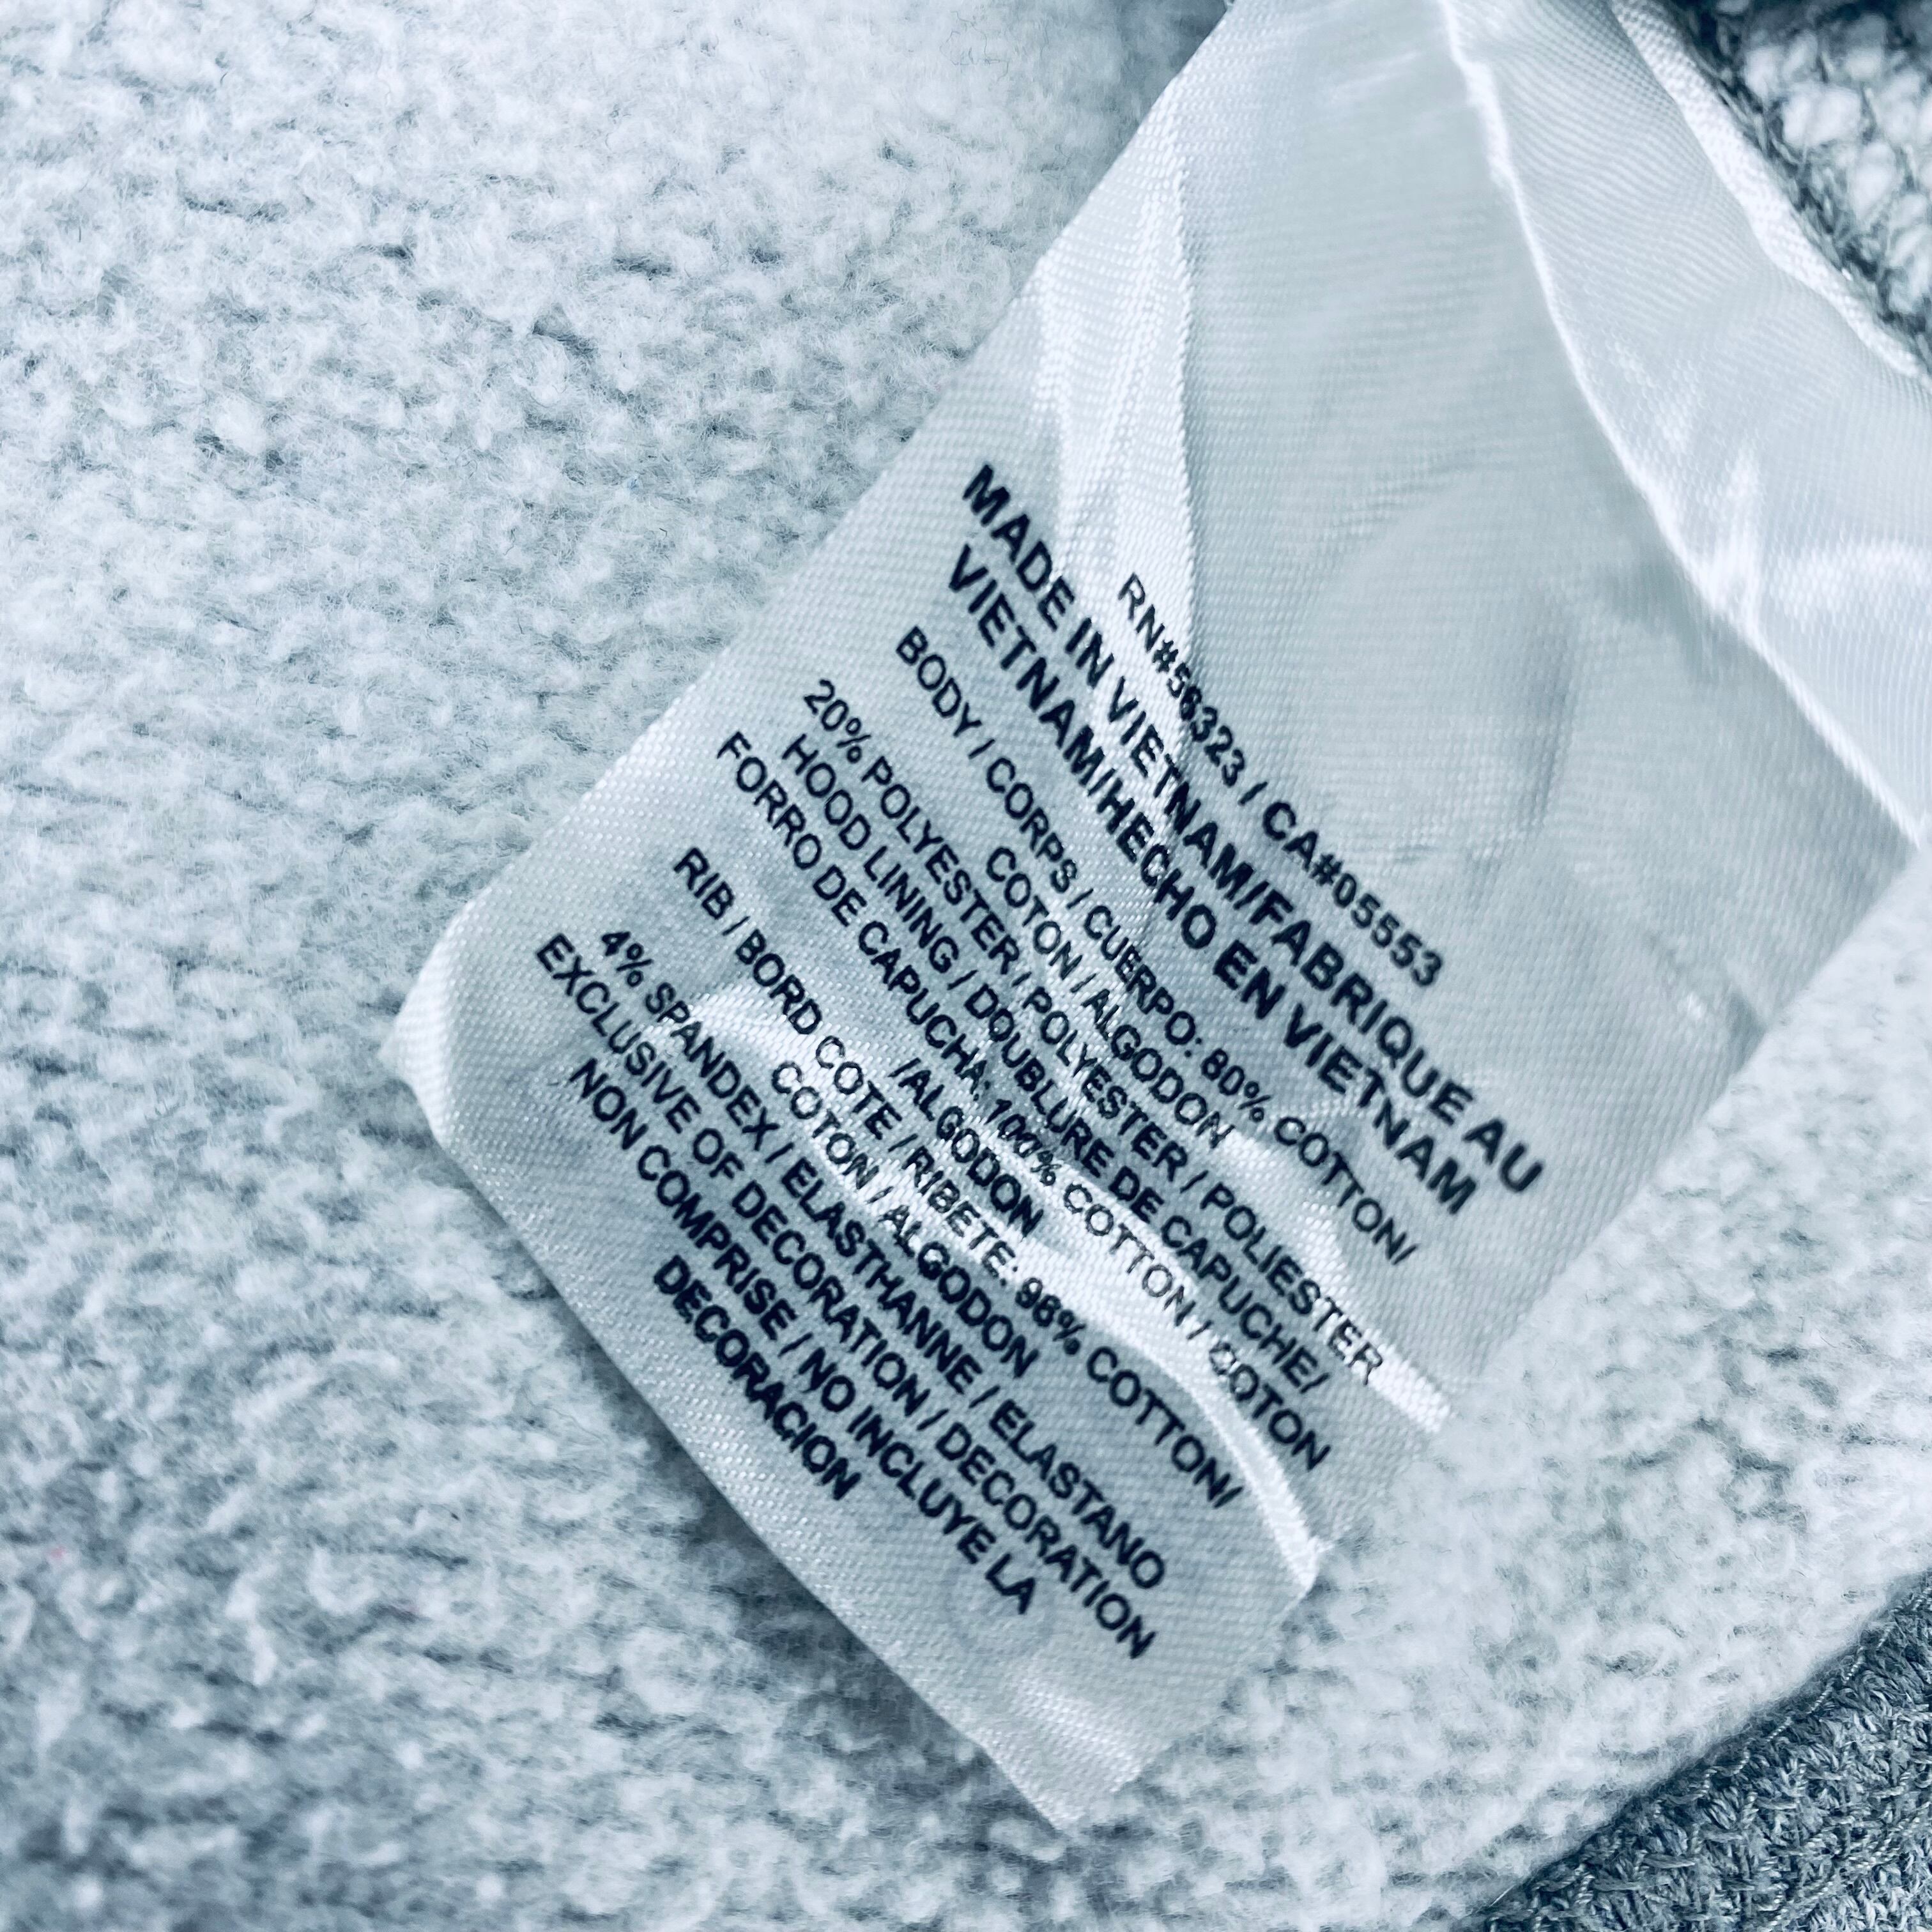 RN#56323 / CA#05553
MADE IN VIETNAM/FABRIQUE AU
VIETNAM/HECHO EN VIETNAM
BODY / CORPS / CUERPO: 80% COTTON/
COTON / ALGODON
20% POLYESTER / POLYESTER / POLIESTER
HOOD LINING / DOUBLURE DE CAPUCHE/
FORRO DE CAPUCHA: 100% COTTON / COTON
/ALGODON
RIB / BORD COTE / RIBETE: 96% COTTON/
COTON / ALGODON
4% SPANDEX / ELASTHANNE / ELASTANO
EXCLUSIVE OF DECORATION / DECORATION
NON COMPRISE / NO INCLUYE LA
DECORACION